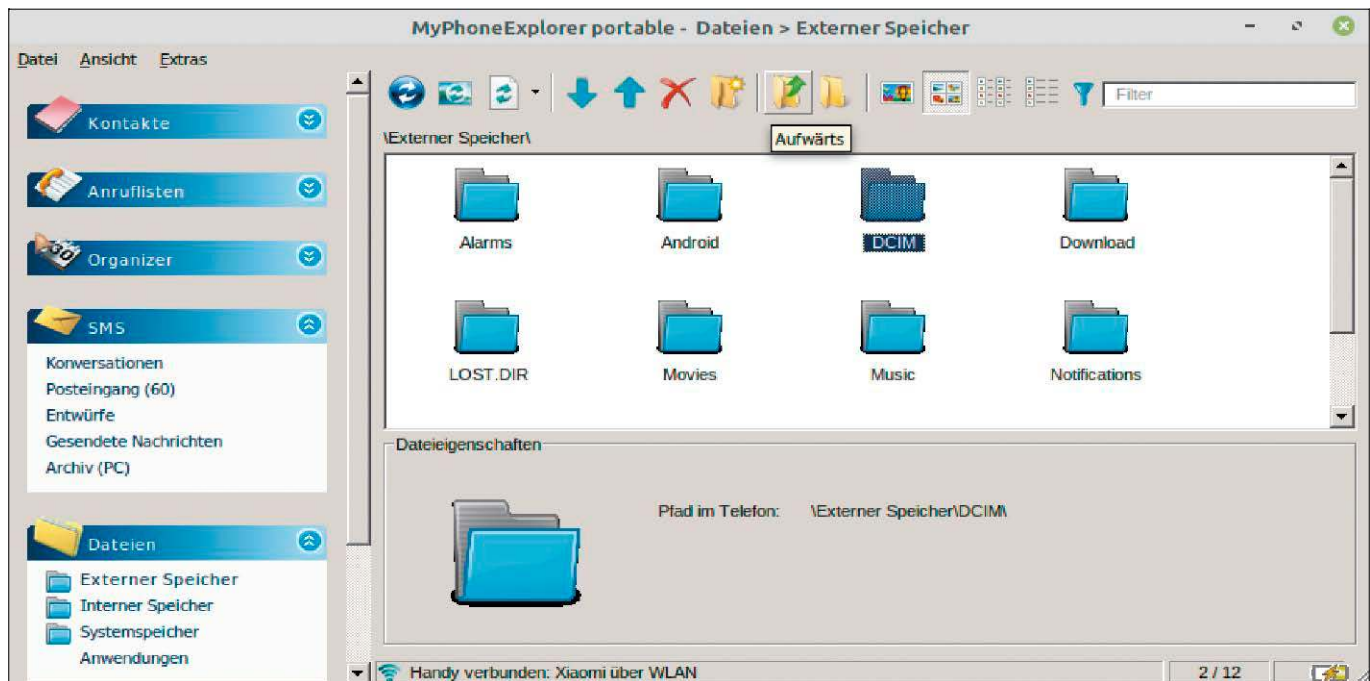 MyPhoneExplorer portable - Dateien > Externer Speicher
Datei Ansicht Extras
Kontakte
Anruflisten
30
Organizer
SMS
Konversationen
Posteingang (60)
Entwürfe
Gesendete Nachrichten
Archiv (PC)
Dateien
Externer Speicher
Interner Speicher
Systemspeicher
Anwendungen
Filter
\Externer Speicher\
Aufwärts
Alarms Android DCIM Download
LOST.DIR Movies Music Notifications
Dateieigenschaften
Pfad im Telefon: \Externer Speicher\DCIM\
Handy verbunden: Xiaomi über WLAN 2 / 12